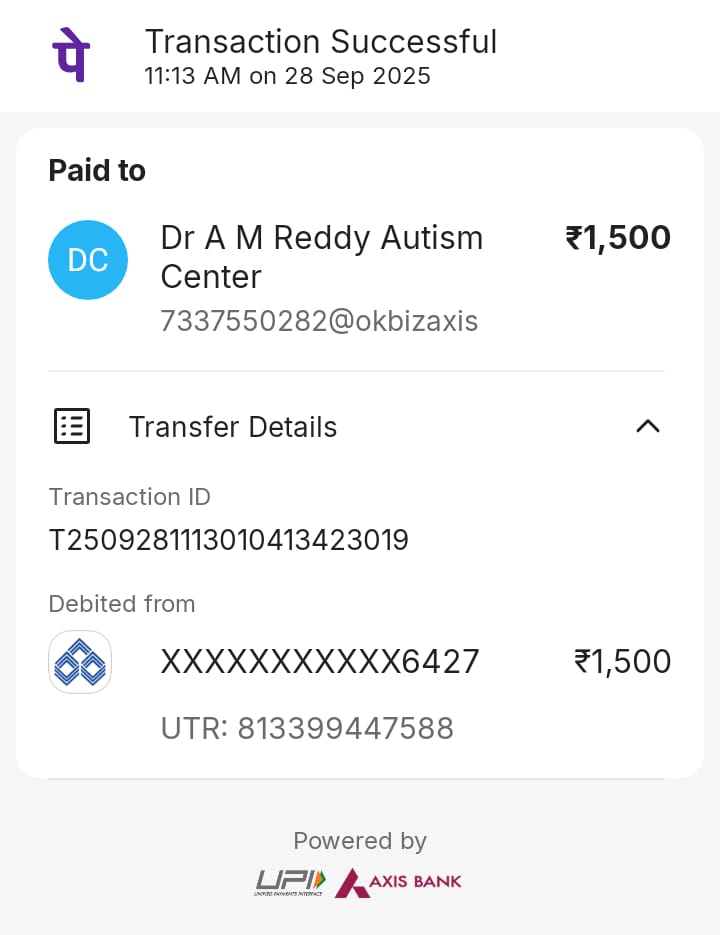 पे
Transaction Successful
11:13 AM on 28 Sep 2025
Paid to
DC
Dr A M Reddy Autism
Center
₹1,500
7337550282@okbizaxis
Transfer Details
Transaction ID
T2509281113010413423019
Debited from
XXXXXXXXXXX6427
₹1,500
UTR: 813399447588
Powered by
UPI
UNIFIED PAYMENTS INTERFACE
AXIS BANK